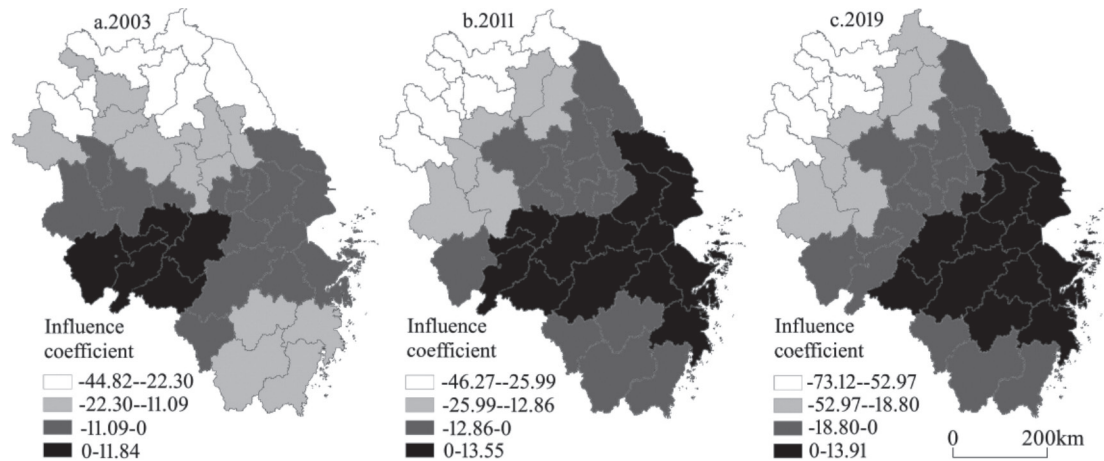 a.2003
Influence
coefficient
-44.82--22.30
-22.30--11.09
-11.09-0
0-11.84
b.2011
Influence
coefficient
-46.27--25.99
-25.99--12.86
-12.86-0
0-13.55
c.2019
Influence
coefficient
-73.12--52.97
-52.97--18.80
-18.80-0
0-13.91
0 200km